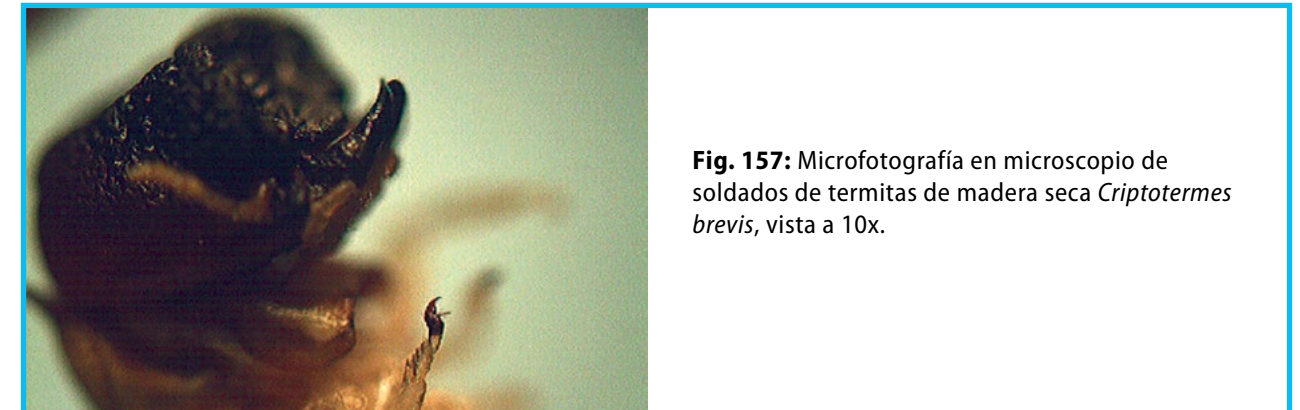 Fig. 157: Microfotografía en microscopio de
soldados de termitas de madera seca Criptotermes
brevis, vista a 10x.